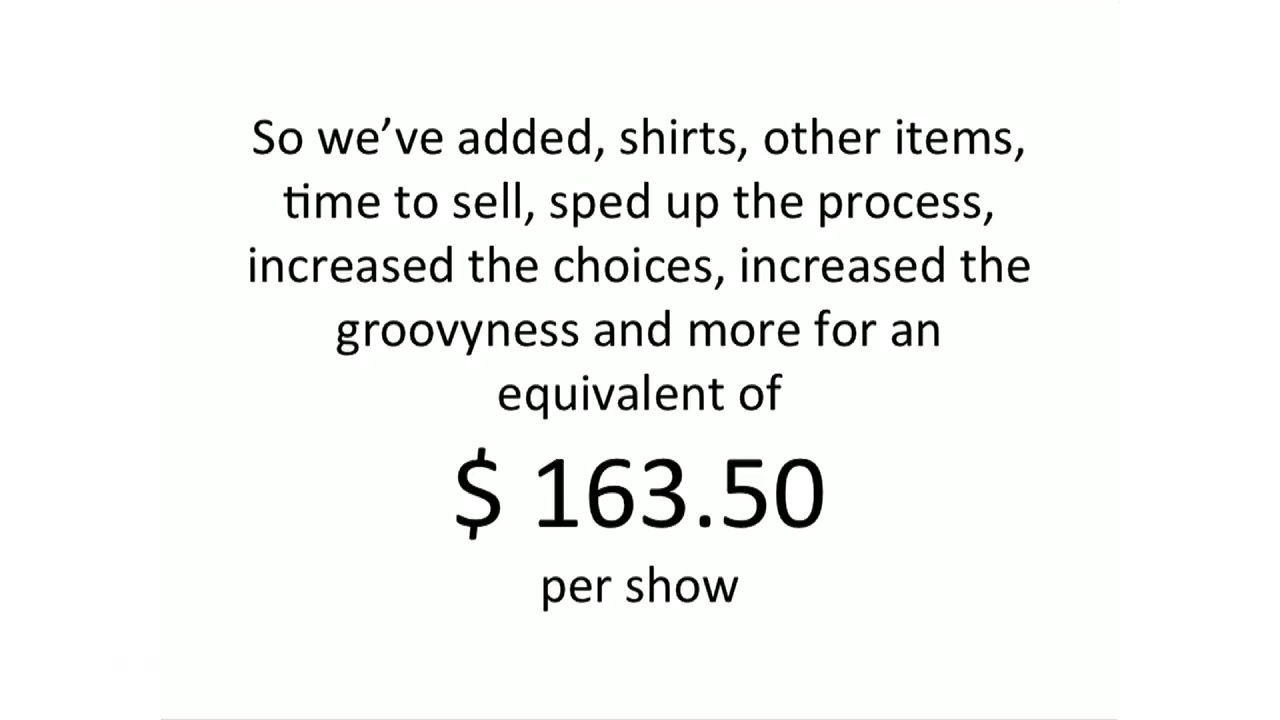 So we’ve added, shirts, other items,
time to sell, sped up the process,
increased the choices, increased the
groovyness and more for an
equivalent of
$ 163.50
per show